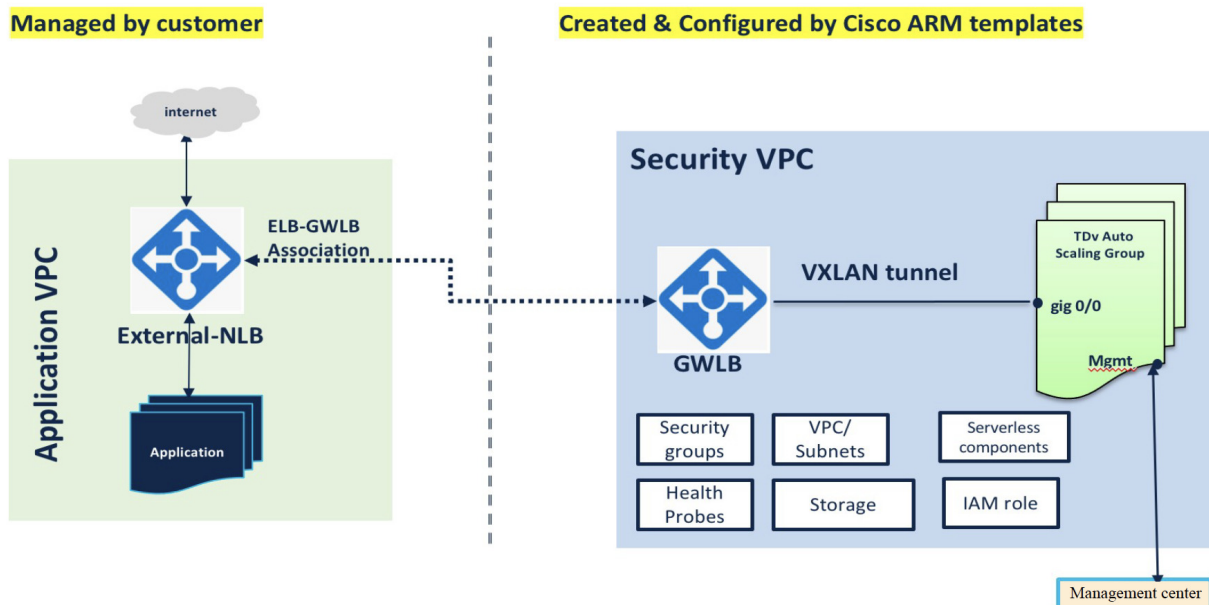 Managed by customer
Created & Configured by Cisco ARM templates
internet
Application VPC
ELB-GWLB
Association
External-NLB
Application
Security VPC
GWLB
VXLAN tunnel
TDv Auto
Scaling Group
gig 0/0
Mgmt
Security
groups
VPC/
Subnets
Serverless
components
Health
Probes
Storage
IAM role
Management center